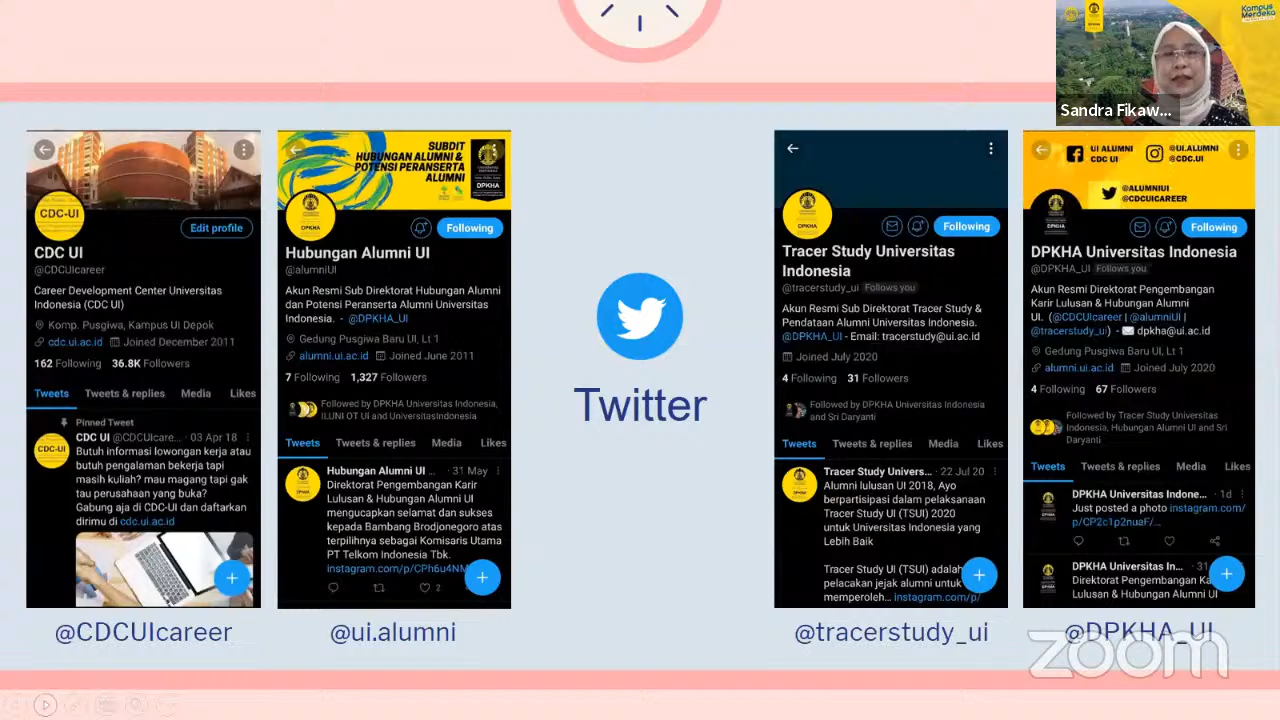 Kampus
Merdeka
Sandra Fikaw...
CDC-UI
Edit profile
CDC UI
@CDCUIcareer
Career Development Center Universitas
Indonesia (CDC UI)
Komp. Pusgiwa, Kampus UI Depok
cdc.ui.ac.id Joined December 2011
162 Following 36.8K Followers
Tweets Tweets & replies Media Likes
Pinned Tweet
CDC-UI
CDC UI @CDCUIcare... · 03 Apr 18
Butuh informasi lowongan kerja atau
butuh pengalaman bekerja tapi
masih kuliah? mau magang tapi gak
tau perusahaan yang buka?
Gabung aja di CDC-UI dan daftarkan
dirimu di cdc.ui.ac.id
@CDCUIcareer
SUBDIT
HUBUNGAN ALUMNI &
POTENSI PERANSERTA
ALUMNI
DPKHA
DPKHA
Following
Hubungan Alumni UI
@alumniUI
Akun Resmi Sub Direktorat Hubungan Alumni
dan Potensi Peranserta Alumni Universitas
Indonesia. - @DPKHA_UI
Gedung Pusgiwa Baru UI, Lt 1
alumni.ui.ac.id Joined June 2011
7 Following 1,327 Followers
Followed by DPKHA Universitas Indonesia,
ILUNI OT UI and UniversitasIndonesia
Tweets Tweets & replies Media Likes
Hubungan Alumni UI ... · 31 May
Direktorat Pengembangan Karir
Lulusan & Hubungan Alumni UI
mengucapkan selamat dan sukses
kepada Bambang Brodjonegoro atas
terpilihnya sebagai Komisaris Utama
PT Telkom Indonesia Tbk.
instagram.com/p/CPh6u4NM
2
@ui.alumni
Twitter
DPKHA
Following
Tracer Study Universitas
Indonesia
@tracerstudy_ui Follows you
Akun Resmi Sub Direktorat Tracer Study &
Pendataan Alumni Universitas Indonesia.
@DPKHA_UI - Email: tracerstudy@ui.ac.id
Joined July 2020
4 Following 31 Followers
Followed by DPKHA Universitas Indonesia
and Sri Daryanti
Tweets Tweets & replies Media Likes
Tracer Study Univers... · 22 Jul 20
Alumni lulusan UI 2018, Ayo
berpartisipasi dalam pelaksanaan
Tracer Study UI (TSUI) 2020
untuk Universitas Indonesia yang
Lebih Baik
Tracer Study UI (TSUI) adalah
pelacakan jejak alumni untuk
memperoleh... instagram.com/p/
@tracerstudy_ui
UI ALUMNI
CDC UI
@UI.ALUMNI
@CDC.UI
@ALUMNIUI
@CDCUICAREER
Following
DPKHA Universitas Indonesia
@DPKHA_UI Follows you
Akun Resmi Direktorat Pengembangan
Karir Lulusan & Hubungan Alumni
UI. (@CDCUIcareer | @alumniUI |
@tracerstudy_ui) - dpkha@ui.ac.id
Gedung Pusgiwa Baru UI, Lt 1
alumni.ui.ac.id Joined July 2020
4 Following 67 Followers
Followed by Tracer Study Universitas
Indonesia, Hubungan Alumni UI and Sri
Daryanti
Tweets Tweets & replies Media Likes
DPKHA Universitas Indone... · 1d
Just posted a photo instagram.com/
p/CP2c1p2nuaF/...
DPKHA Universitas In... · 31
Direktorat Pengembangan Ka
Lulusan & Hubungan Alumni UI
@DPKHA_UI
zoom